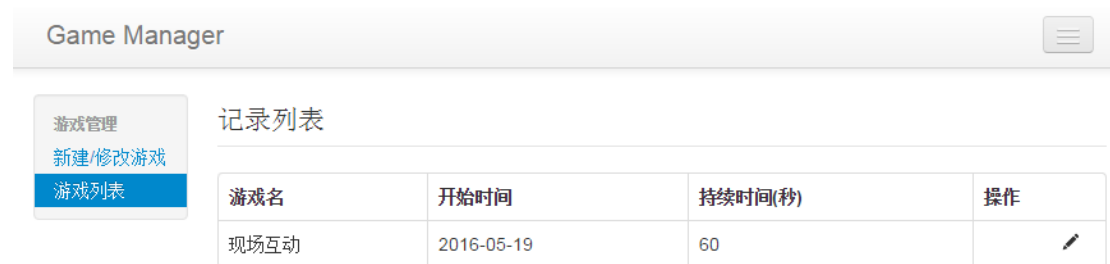 Game Manager
游戏管理
新建/修改游戏
游戏列表
记录列表
游戏名 开始时间 持续时间(秒) 操作
现场互动 2016-05-19 60